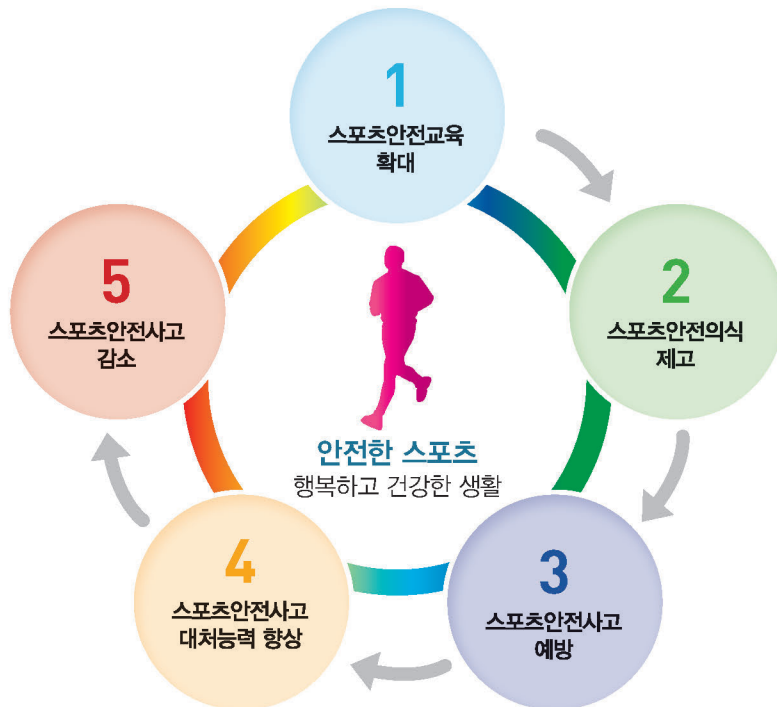 1
스포츠안전교육
확대
2
스포츠안전의식
제고
3
스포츠안전사고
예방
4
스포츠안전사고
대처능력 향상
5
스포츠안전사고
감소
안전한 스포츠
행복하고 건강한 생활